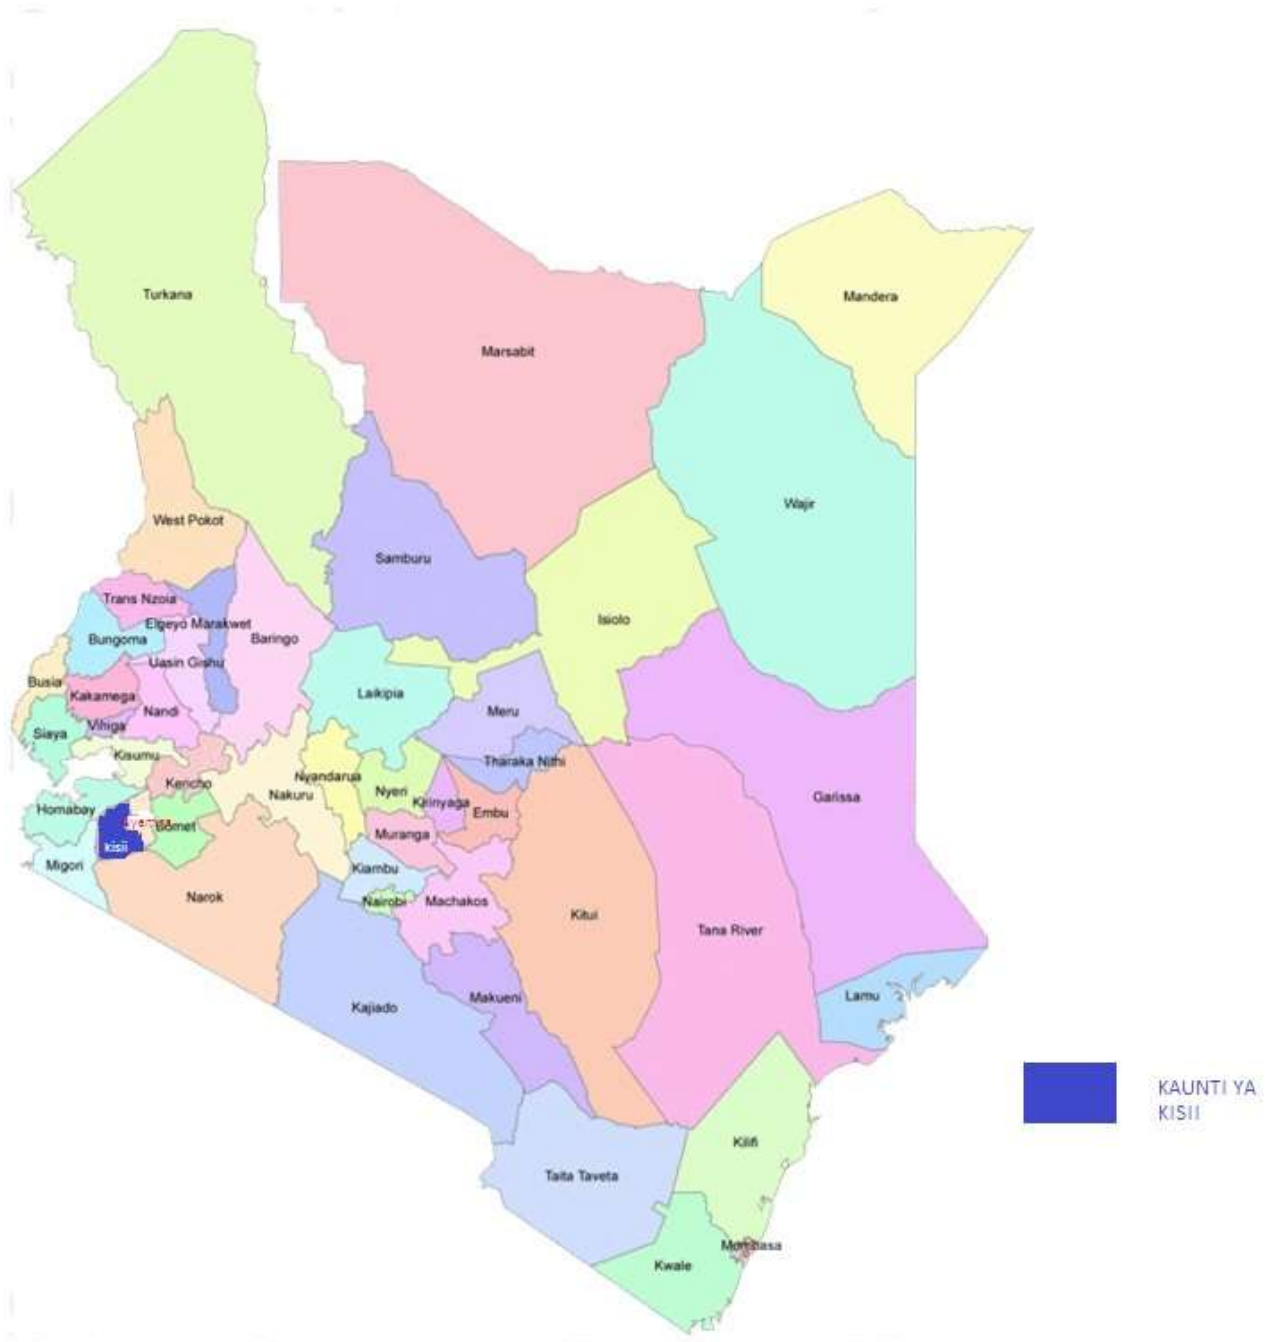 Turkana
Mandera
Marsabit
Wajir
West Pokot
Samburu
Trans Nzoia
Isiolo
Elgeyo Marakwet
Bungoma
Baringo
Uasin Gishu
Busia
Kakamega
Laikipia
Nandi
Meru
Vihiga
Siaya
Kisumu
Tharaka Nithi
Nyandarua
Kericho
Nyeri
Nakuru
Garissa
Kirinyaga
Homabay
Embu
Bomet
Muranga
kisii
Migori
Kiambu
Narok
Nairobi
Machakos
Kitui
Tana River
Makueni
Lamu
Kajiado
KAUNTI YA
KISII
Kilifi
Taita Taveta
Mombasa
Kwale